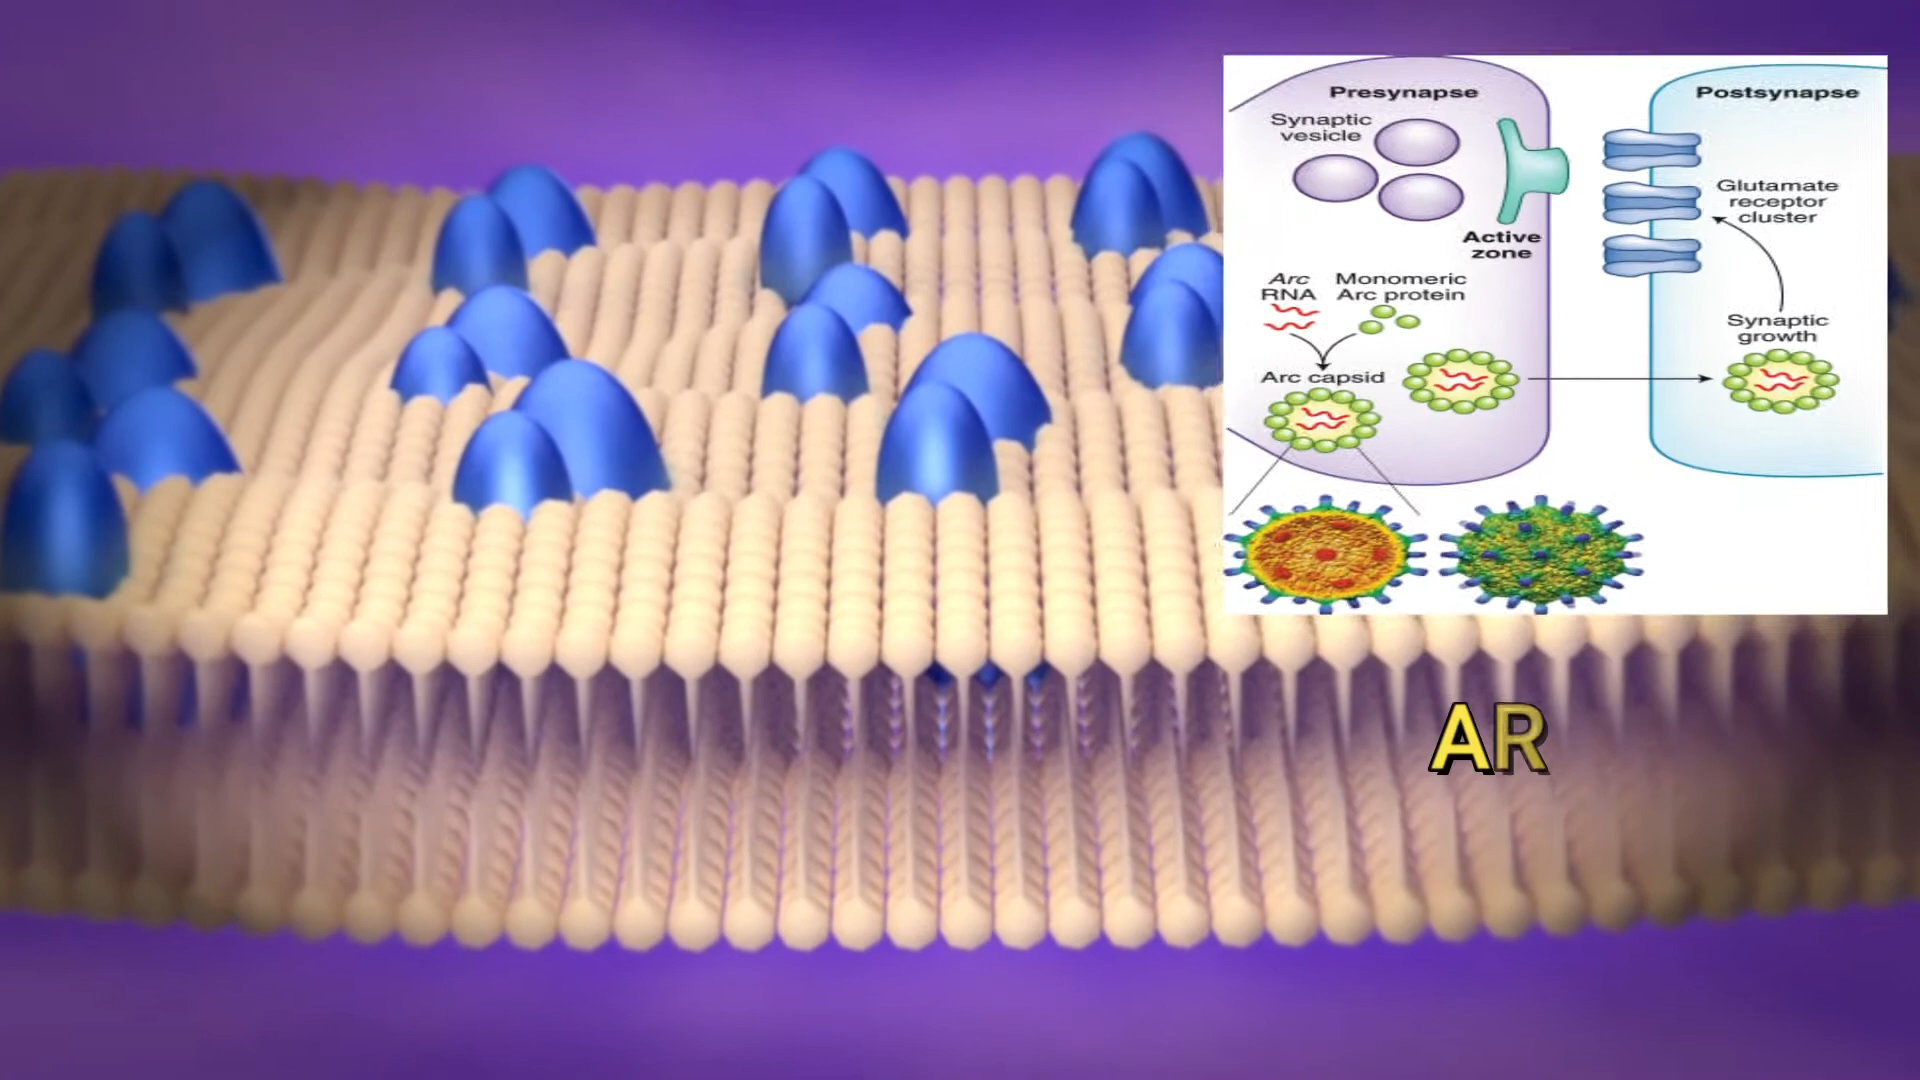 Presynapse
Synaptic
vesicle
Active
zone
Arc
RNA
Monomeric
Arc protein
Arc capsid
Postsynapse
Glutamate
receptor
cluster
Synaptic
growth
AR